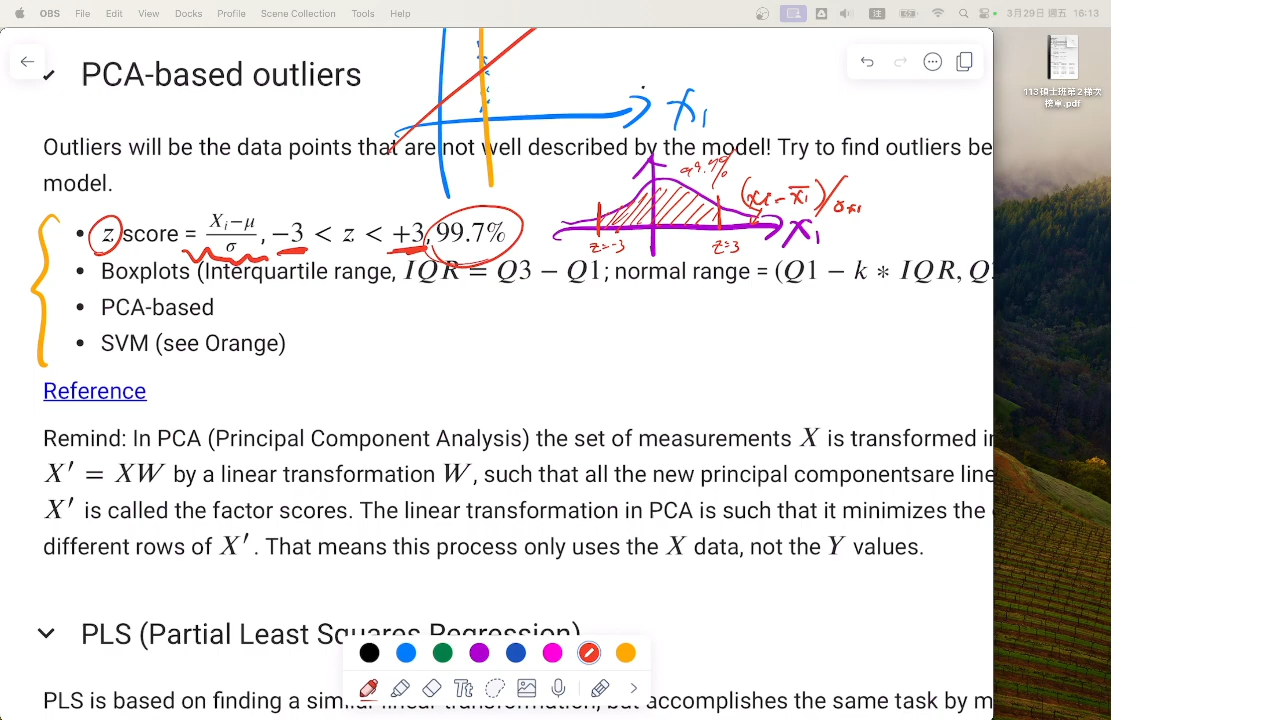 OBS File Edit View Docks Profile Scene Collection Tools Help 3月29日 週五 16:13
PCA-based outliers
x₁
113碩士班第2梯次
榜單.pdf
Outliers will be the data points that are not well described by the model! Try to find outliers be
model.
99.7%
(x₁ - x̄₁)/σx₁
z score = (Xᵢ−μ)/σ, −3 < z < +3, 99.7%
z=-3
z=3
x₁
Boxplots (Interquartile range, IQR = Q3 − Q1; normal range = (Q1 − k ∗ IQR, Q
PCA-based
SVM (see Orange)
Reference
Remind: In PCA (Principal Component Analysis) the set of measurements X is transformed in
X′ = XW by a linear transformation W, such that all the new principal componentsare line
X′ is called the factor scores. The linear transformation in PCA is such that it minimizes the
different rows of X′. That means this process only uses the X data, not the Y values.
PLS (Partial Least Squares Regression)
Tt
PLS is based on finding a similar linear transformation, but accomplishes the same task by m